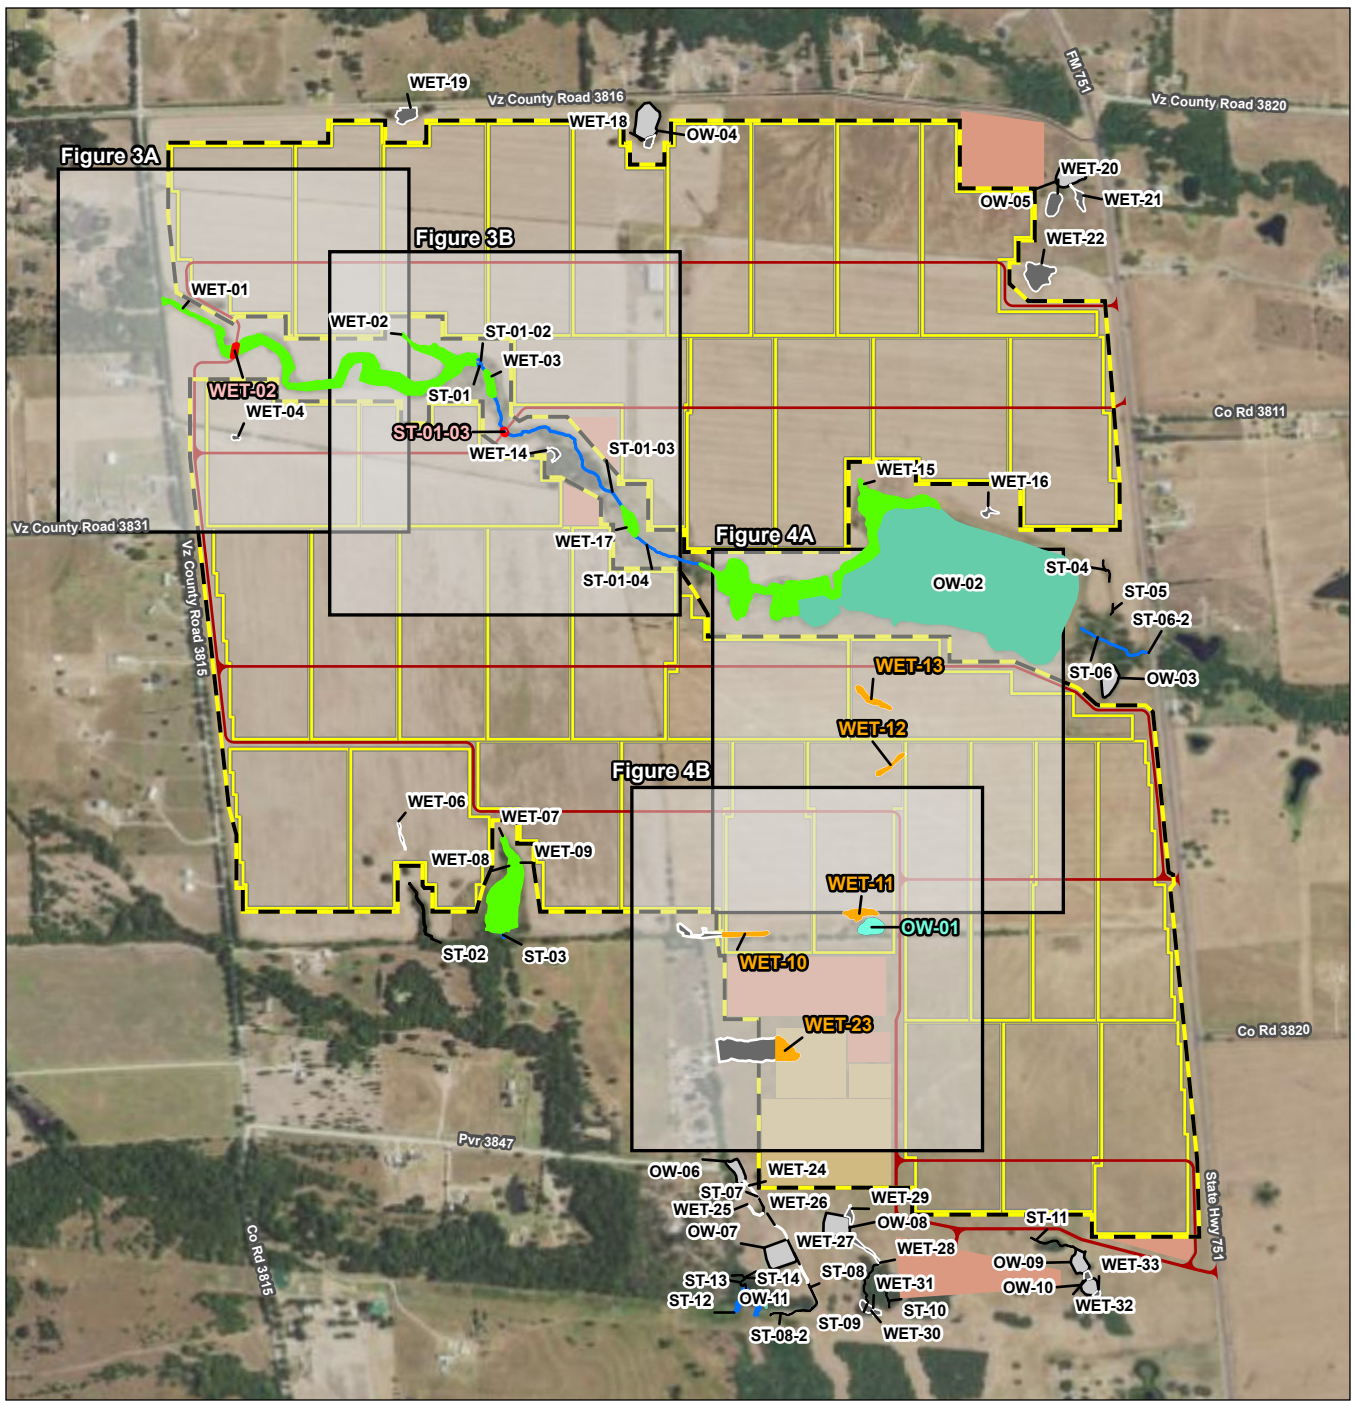 WET-19
Vz County Road 3816
FM 751
Vz County Road 3820
WET-18
OW-04
Figure 3A
WET-20
OW-05
WET-21
Figure 3B
WET-22
WET-01
WET-02
ST-01-02
WET-03
WET-02
ST-01
WET-04
Co Rd 3811
ST-01-03
WET-14
ST-01-03
WET-15
WET-16
Vz County Road 3831
Figure 4A
WET-17
Vz County Road 3815
ST-01-04
OW-02
ST-04
ST-05
ST-06-2
WET-13
ST-06
OW-03
WET-12
Figure 4B
WET-06
WET-07
WET-08
WET-09
WET-11
OW-01
ST-02
ST-03
WET-10
WET-23
Co Rd 3820
Pvr 3847
OW-06
WET-24
ST-07
WET-25
WET-26
WET-29
OW-07
OW-08
WET-27
ST-11
State Hwy 751
WET-28
Co Rd 3815
ST-13
ST-14
ST-08
OW-09
WET-33
WET-31
OW-10
ST-12
OW-11
ST-10
WET-32
ST-08-2
ST-09
WET-30